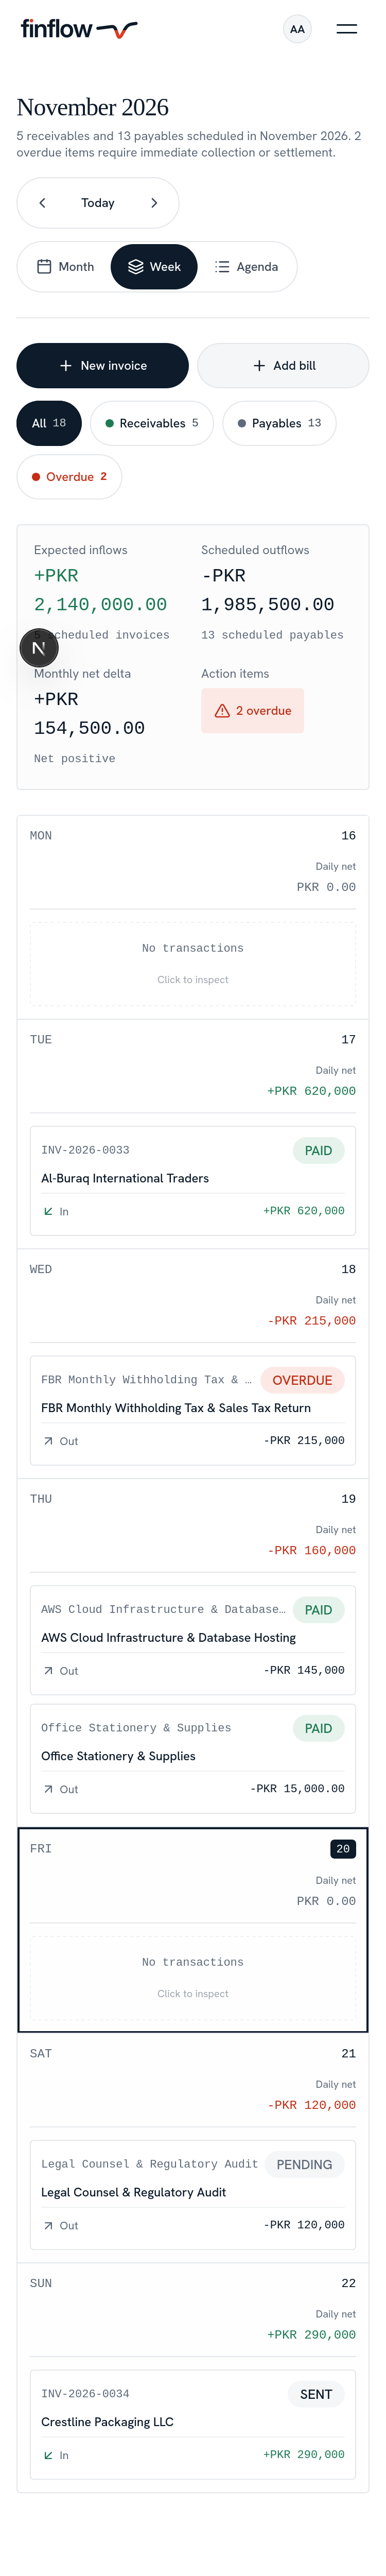 finflow
AA
November 2026
5 receivables and 13 payables scheduled in November 2026. 2
overdue items require immediate collection or settlement.
Today
Month
Week
Agenda
New invoice
Add bill
All 18
Receivables 5
Payables 13
Overdue 2
Expected inflows
+PKR
2,140,000.00
5 scheduled invoices
Scheduled outflows
-PKR
1,985,500.00
13 scheduled payables
N
Monthly net delta
+PKR
154,500.00
Net positive
Action items
2 overdue
MON 16
Daily net
PKR 0.00
No transactions
Click to inspect
TUE 17
Daily net
+PKR 620,000
INV-2026-0033 PAID
Al-Buraq International Traders
In +PKR 620,000
WED 18
Daily net
-PKR 215,000
FBR Monthly Withholding Tax & … OVERDUE
FBR Monthly Withholding Tax & Sales Tax Return
Out -PKR 215,000
THU 19
Daily net
-PKR 160,000
AWS Cloud Infrastructure & Database… PAID
AWS Cloud Infrastructure & Database Hosting
Out -PKR 145,000
Office Stationery & Supplies PAID
Office Stationery & Supplies
Out -PKR 15,000.00
FRI 20
Daily net
PKR 0.00
No transactions
Click to inspect
SAT 21
Daily net
-PKR 120,000
Legal Counsel & Regulatory Audit PENDING
Legal Counsel & Regulatory Audit
Out -PKR 120,000
SUN 22
Daily net
+PKR 290,000
INV-2026-0034 SENT
Crestline Packaging LLC
In +PKR 290,000